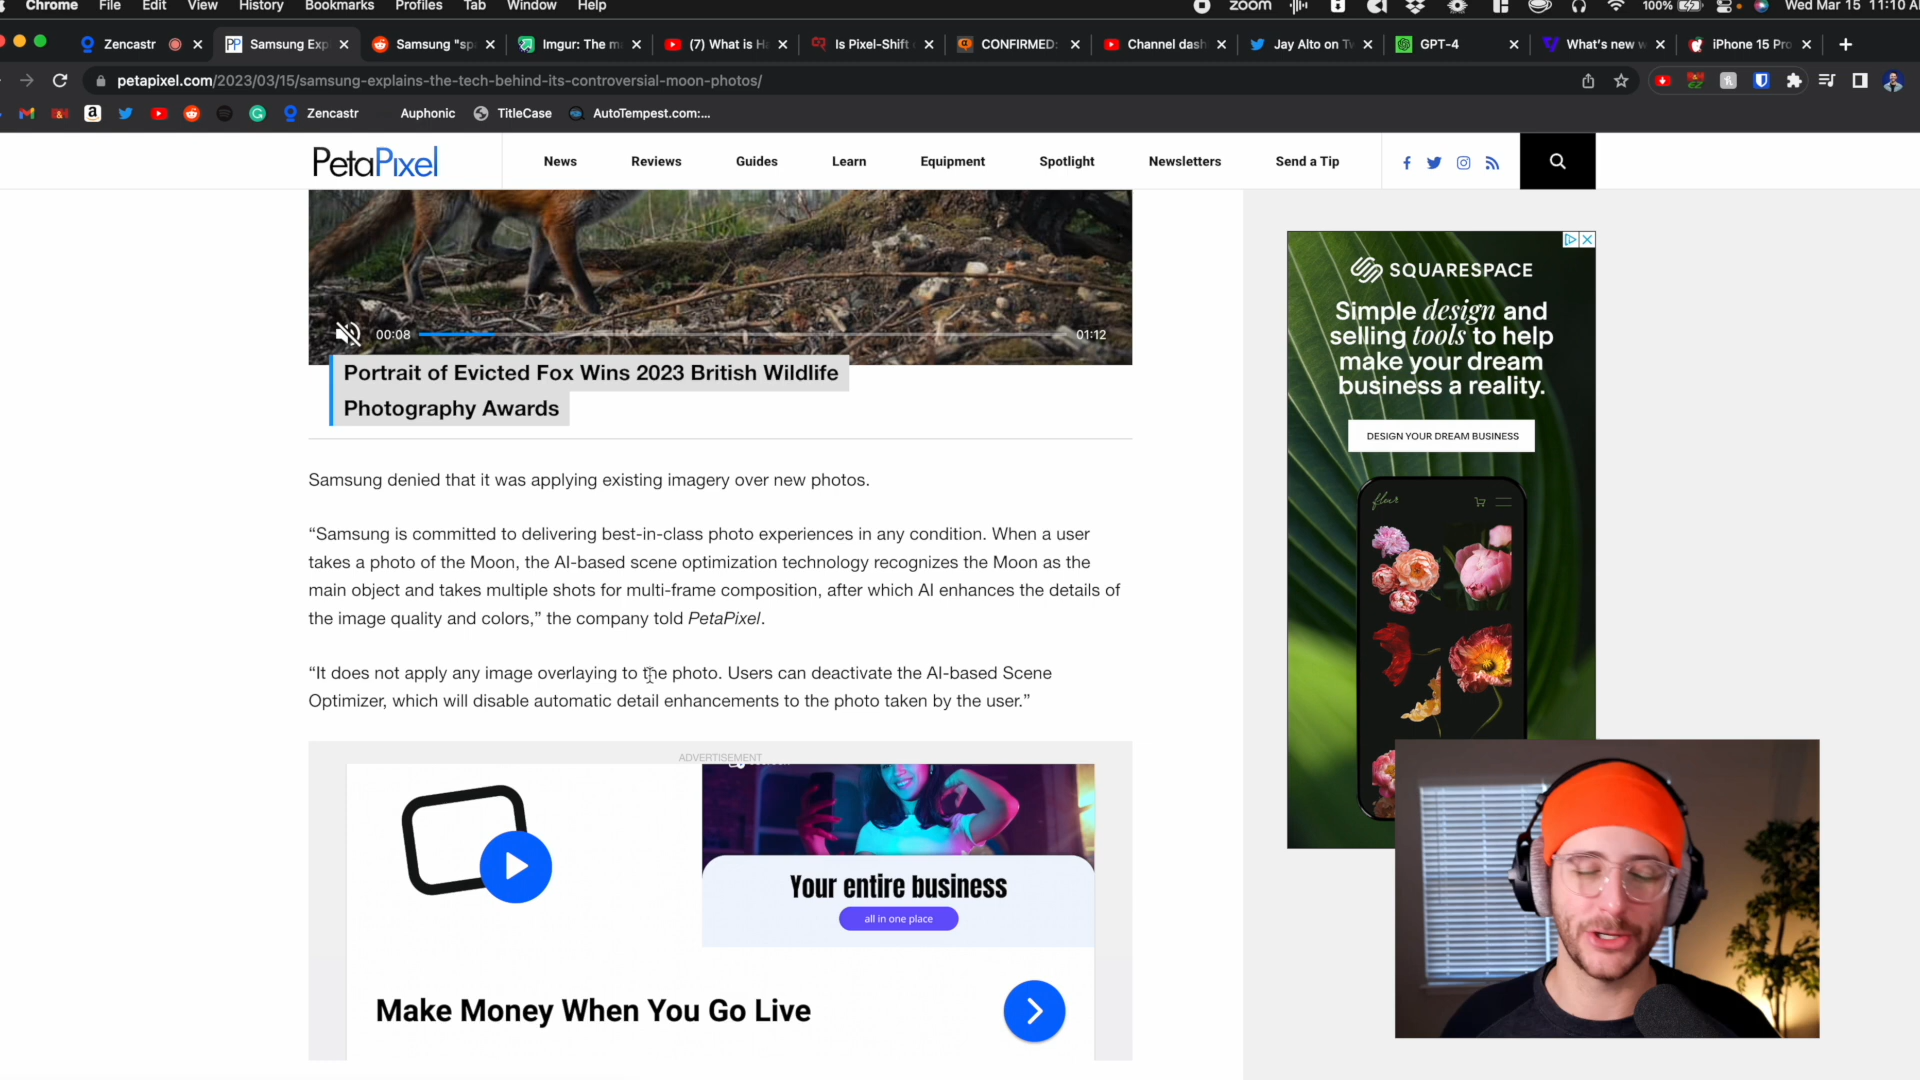 Chrome File Edit View History Bookmarks Profiles Tab Window Help zoom 100% Wed Mar 15 11:10
Zencastr Samsung Exp Samsung "sp Imgur: The m (7) What is H Is Pixel-Shift CONFIRMED: Channel dash Jay Alto on Tw GPT-4 What's new iPhone 15 Pro
petapixel.com/2023/03/15/samsung-explains-the-tech-behind-its-controversial-moon-photos/
Zencastr Auphonic TitleCase AutoTempest.com:...
PetaPixel News Reviews Guides Learn Equipment Spotlight Newsletters Send a Tip
00:08 01:12
Portrait of Evicted Fox Wins 2023 British Wildlife
Photography Awards
Samsung denied that it was applying existing imagery over new photos.
“Samsung is committed to delivering best-in-class photo experiences in any condition. When a user
takes a photo of the Moon, the AI-based scene optimization technology recognizes the Moon as the
main object and takes multiple shots for multi-frame composition, after which AI enhances the details of
the image quality and colors,” the company told PetaPixel.
“It does not apply any image overlaying to the photo. Users can deactivate the AI-based Scene
Optimizer, which will disable automatic detail enhancements to the photo taken by the user.”
ADVERTISEMENT
Your entire business
all in one place
Make Money When You Go Live
SQUARESPACE
Simple design and
selling tools to help
make your dream
business a reality.
DESIGN YOUR DREAM BUSINESS
fleur